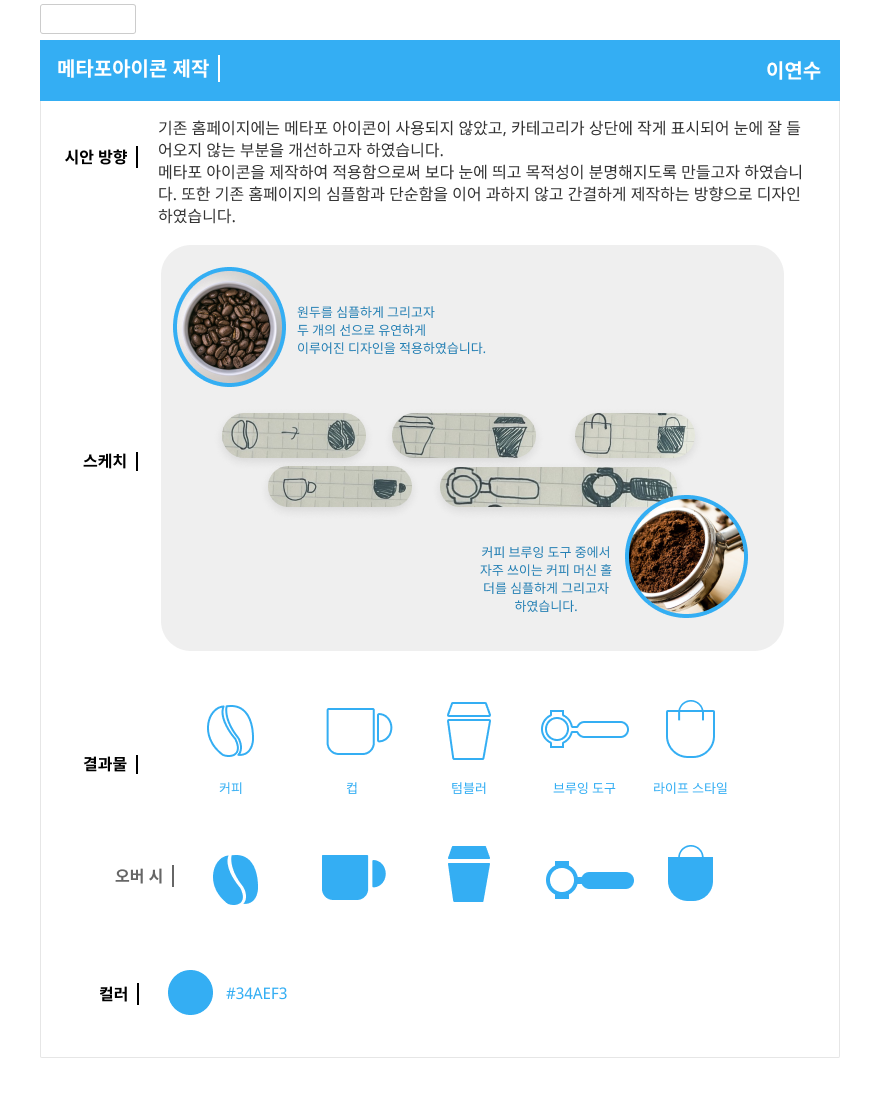 메타포아이콘 제작
이연수
시안 방향
기존 홈페이지에는 메타포 아이콘이 사용되지 않았고, 카테고리가 상단에 작게 표시되어 눈에 잘 들
어오지 않는 부분을 개선하고자 하였습니다.
메타포 아이콘을 제작하여 적용함으로써 보다 눈에 띄고 목적성이 분명해지도록 만들고자 하였습니
다. 또한 기존 홈페이지의 심플함과 단순함을 이어 과하지 않고 간결하게 제작하는 방향으로 디자인
하였습니다.
원두를 심플하게 그리고자
두 개의 선으로 유연하게
이루어진 디자인을 적용하였습니다.
스케치
커피 브루잉 도구 중에서
자주 쓰이는 커피 머신 홀
더를 심플하게 그리고자
하였습니다.
결과물
커피
컵
텀블러
브루잉 도구
라이프 스타일
오버 시
컬러
#34AEF3